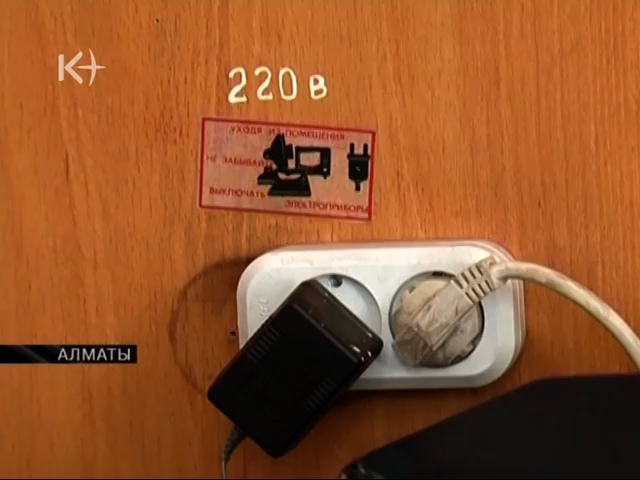 K+
220 в
УХОДЯ ИЗ ПОМЕЩЕНИЯ
НЕ ЗАБЫВАЙ
ВЫКЛЮЧАТЬ
ЭЛЕКТРОПРИБОРЫ
АЛМАТЫ